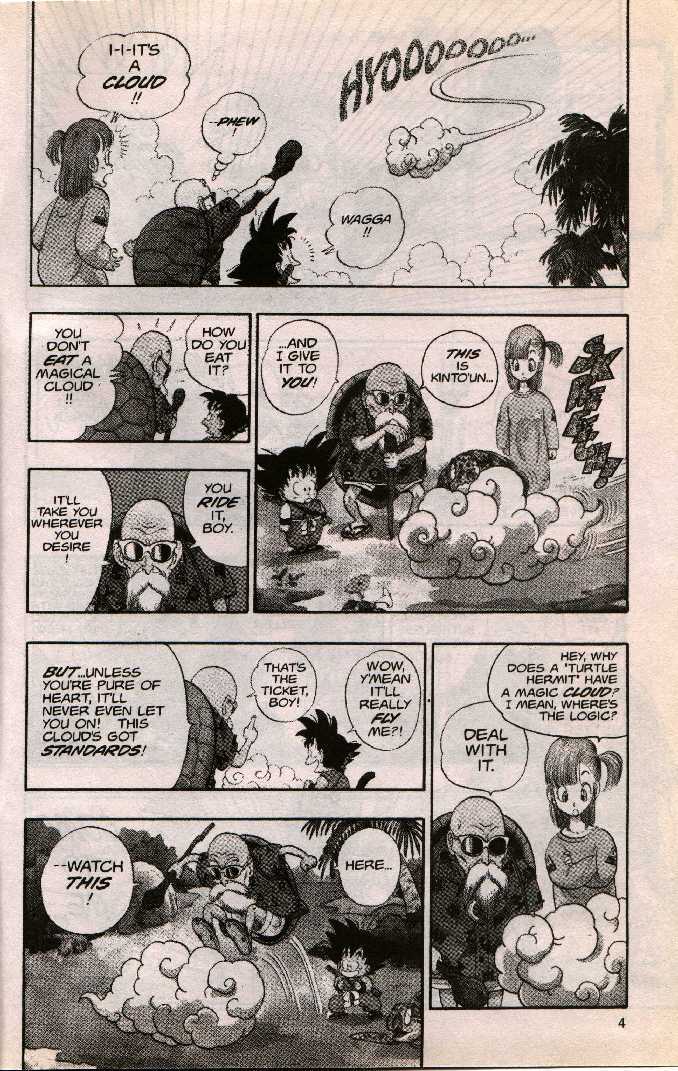 I-I-IT'S
A
CLOUD
!!
--PHEW
!
HYOOOOOOOO...
WAGGA
!!
HOW
DO YOU
EAT
IT?
YOU
DON'T
EAT A
MAGICAL
CLOUD
!!
THIS
IS
KINTO'UN...
...AND
I GIVE
IT TO
YOU!
YOU
RIDE
IT,
BOY.
IT'LL
TAKE YOU
WHEREVER
YOU
DESIRE
!
WOW,
Y'MEAN
IT'LL
REALLY
FLY
ME?!
THAT'S
THE
TICKET,
BOY!
BUT...UNLESS
YOU'RE PURE OF
HEART, IT'LL
NEVER EVEN LET
YOU ON! THIS
CLOUD'S GOT
STANDARDS!
HEY, WHY
DOES A "TURTLE
HERMIT" HAVE
A MAGIC CLOUD?
I MEAN, WHERE'S
THE LOGIC?
DEAL
WITH
IT.
HERE...
--WATCH
THIS
!
4